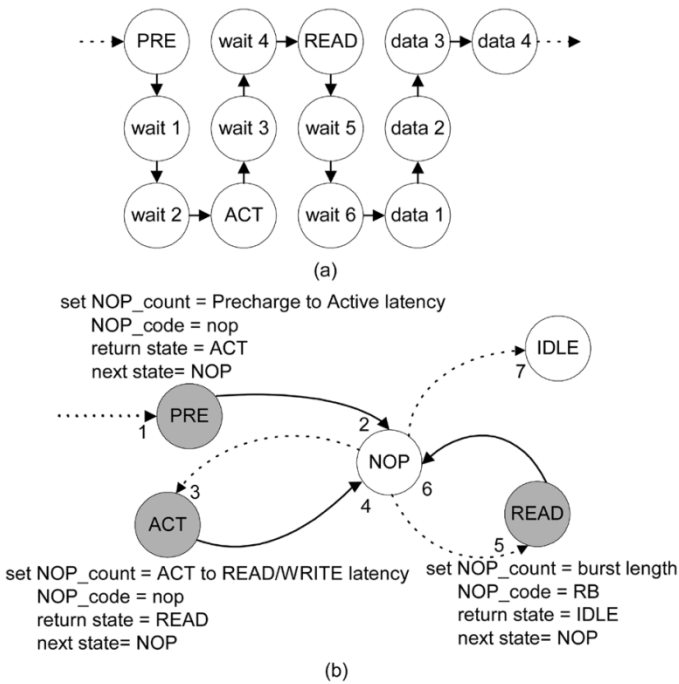 PRE
wait 4
READ
data 3
data 4
wait 1
wait 3
wait 5
data 2
wait 2
ACT
wait 6
data 1
(a)
set NOP_count = Precharge to Active latency
NOP_code = nop
return state = ACT
next state= NOP
IDLE
7
1
PRE
2
NOP
3
4
6
ACT
READ
5
set NOP_count = ACT to READ/WRITE latency
NOP_code = nop
return state = READ
next state= NOP
set NOP_count = burst length
NOP_code = RB
return state = IDLE
next state= NOP
(b)